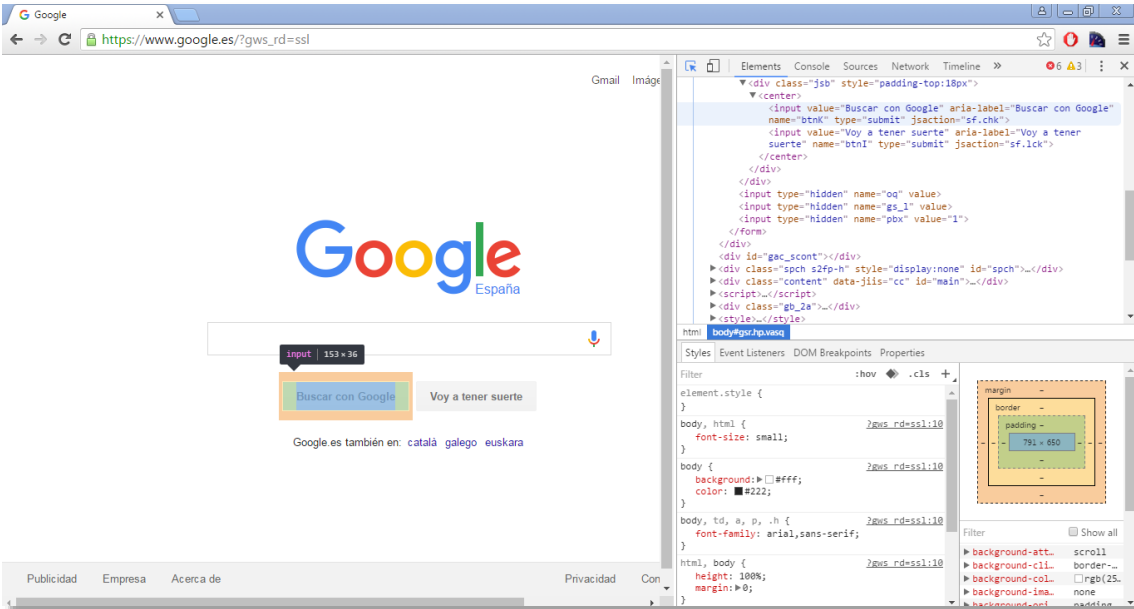 Google
https://www.google.es/?gws_rd=ssl
Gmail Imáge
Google
España
input | 153 × 36
Buscar con Google
Voy a tener suerte
Google.es también en: català galego euskara
Publicidad Empresa Acerca de Privacidad Con
Elements Console Sources Network Timeline » 6 3
▼<div class="jsb" style="padding-top:18px">
▼<center>
<input value="Buscar con Google" aria-label="Buscar con Google"
name="btnK" type="submit" jsaction="sf.chk">
<input value="Voy a tener suerte" aria-label="Voy a tener
suerte" name="btnI" type="submit" jsaction="sf.lck">
</center>
</div>
</div>
<input type="hidden" name="oq" value>
<input type="hidden" name="gs_l" value>
<input type="hidden" name="pbx" value="1">
</form>
</div>
<div id="gac_scont"></div>
▶<div class="spch s2fp-h" style="display:none" id="spch">…</div>
▶<div class="content" data-jiis="cc" id="main">…</div>
▶<script>…</script>
▶<div class="gb_2a">…</div>
▶<style>…</style>
html body#gsr.hp.vasq
Styles Event Listeners DOM Breakpoints Properties
Filter :hov .cls +
element.style {
}
body, html { ?gws_rd=ssl:10
font-size: small;
}
body { ?gws_rd=ssl:10
background:▶#fff;
color: #222;
}
body, td, a, p, .h { ?gws_rd=ssl:10
font-family: arial,sans-serif;
}
html, body { ?gws_rd=ssl:10
height: 100%;
margin:▶0;
}
margin –
border –
padding –
– – – 791 × 650 – – –
–
–
–
Filter Show all
▶background-att… scroll
▶background-cli… border-…
▶background-col… rgb(25…
▶background-ima… none
▶background-ori… padding